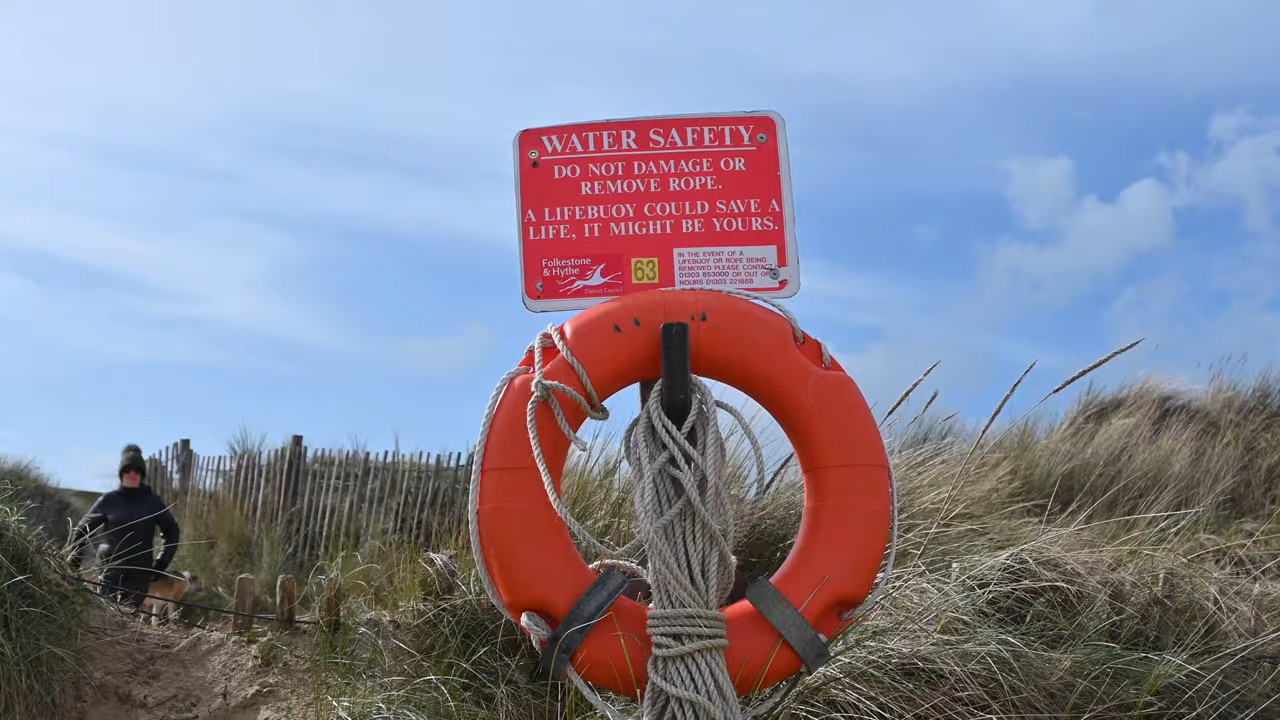 WATER SAFETY
DO NOT DAMAGE OR
REMOVE ROPE.
A LIFEBUOY COULD SAVE A
LIFE, IT MIGHT BE YOURS.
Folkestone
& Hythe
District Council
63
IN THE EVENT OF A
LIFEBUOY OR ROPE BEING
REMOVED PLEASE CONTACT
01303 853000 OR OUT OF
HOURS 01303 221888